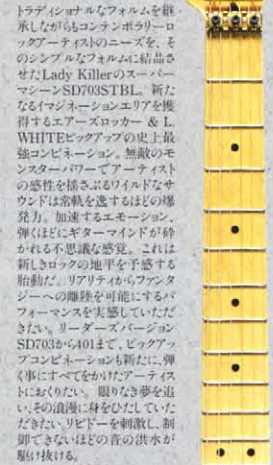 トラディショナルなフォルムを継
承しながらもコンテンポラリーロ
ックアーティストのニーズを、そ
のシンプルなフォルムに結晶さ
せたLady Killerのスーパー
マシーンSD703STBL。新た
なるイマジネーションエリアを獲
得するエアーズロッカー & L.
WHITEピックアップの史上最
強コンビネーション。無敵のモ
ンスターパワーでアーティスト
の感性を揺さぶるワイルドなサ
ウンドは常軌を逸するほどの爆
発力。加速するエモーション、
弾くほどにギターマインドが砕
かれる不思議な感覚。これは
新しきロックの地平を予感する
胎動だ。リアリティからファンタ
ジーへの離陸を可能にするパ
フォーマンスを実感していただ
きたい。リーダーズバージョン
SD703から401まで、ピックアッ
プコンビネーションも新たに、弾
く事にすべてをかけたアーティス
トにおくりたい。限りなき夢を追
い、その浪漫に身をひたしていた
だきたい。リビドーを刺激し、制
御できないほどの音の洪水が
駆け抜ける。